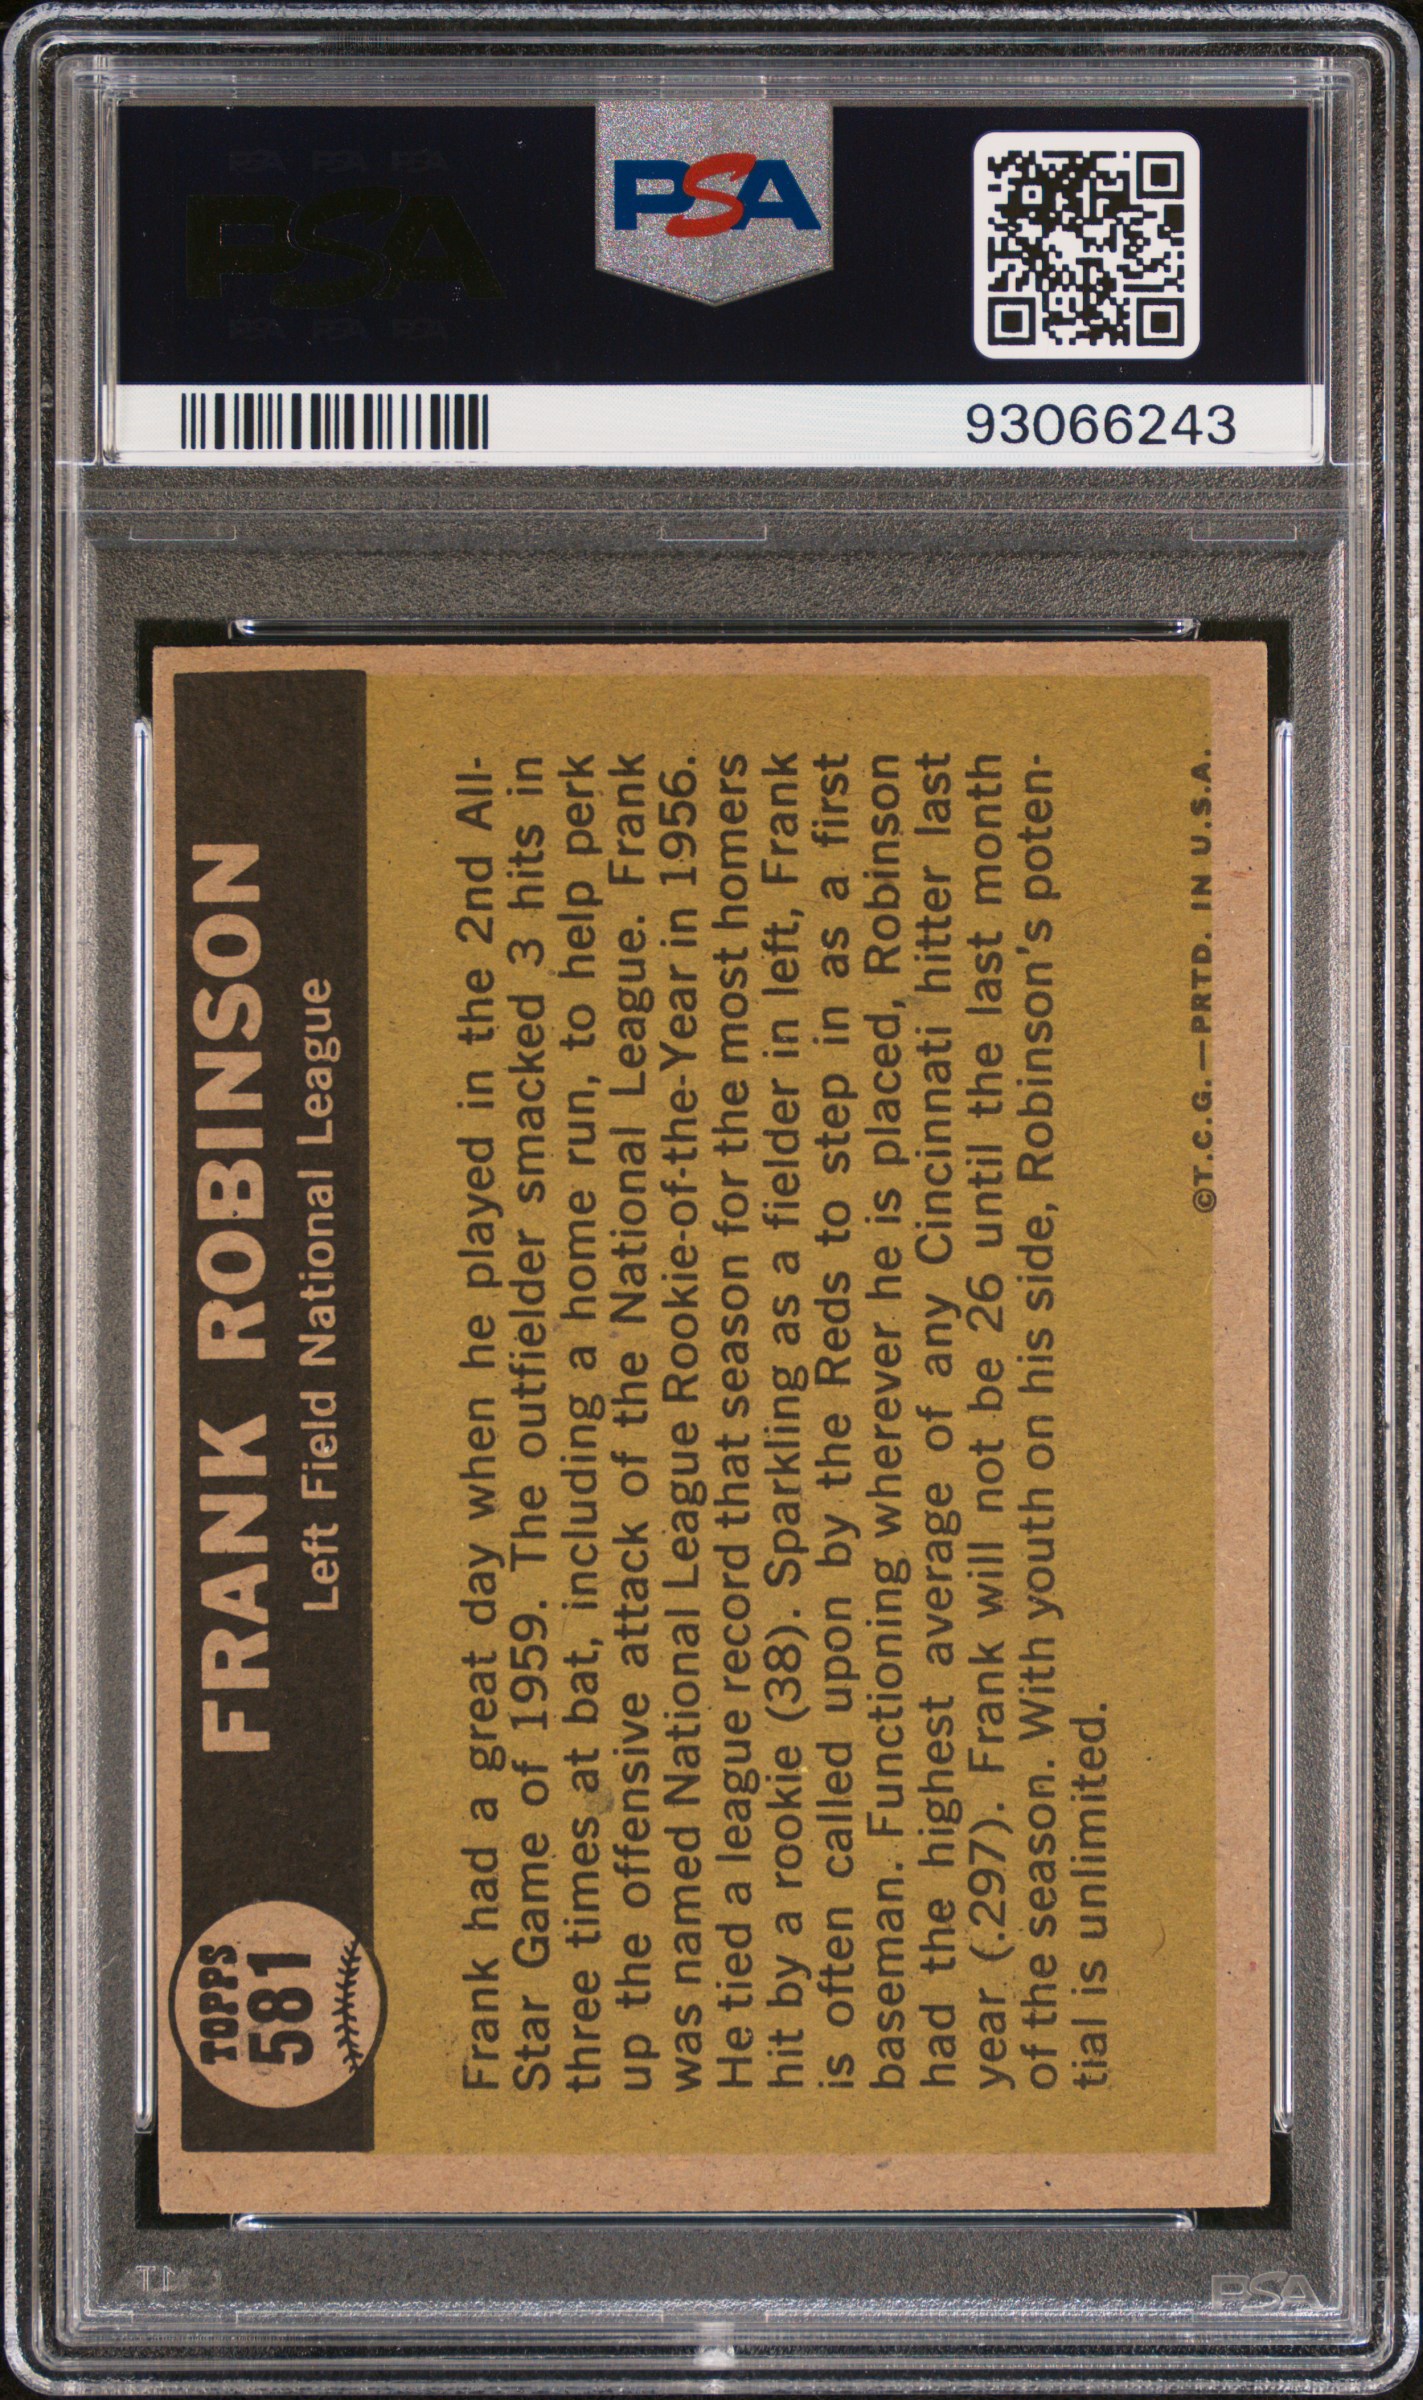 PSA PSA PSA
PSA
PSA PSA PSA
PSA
93066243
TOPPS
581
FRANK ROBINSON
Left Field National League
Frank had a great day when he played in the 2nd All-
Star Game of 1959. The outfielder smacked 3 hits in
three times at bat, including a home run, to help perk
up the offensive attack of the National League. Frank
was named National League Rookie-of-the-Year in 1956.
He tied a league record that season for the most homers
hit by a rookie (38). Sparkling as a fielder in left, Frank
is often called upon by the Reds to step in as a first
baseman. Functioning wherever he is placed, Robinson
had the highest average of any Cincinnati hitter last
year (.297). Frank will not be 26 until the last month
of the season. With youth on his side, Robinson's poten-
tial is unlimited.
©T.C.G.—PRTD. IN U.S.A.
PSA